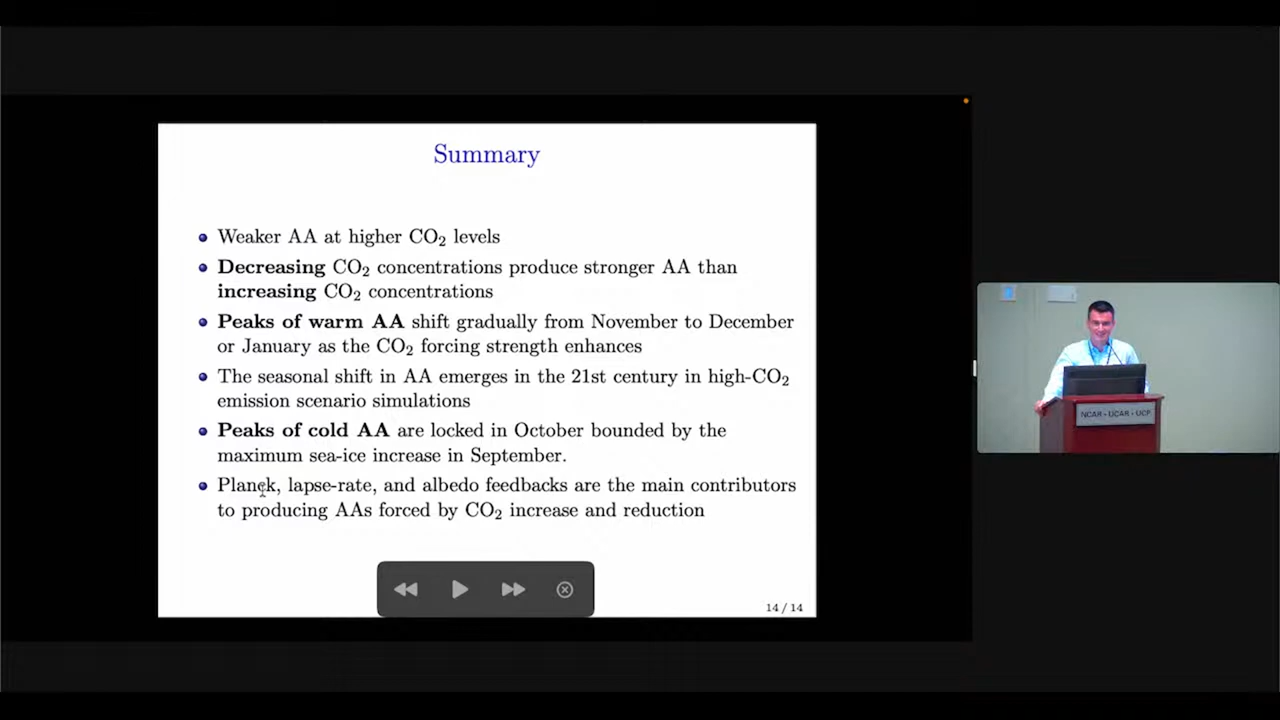 Summary
Weaker AA at higher CO₂ levels
Decreasing CO₂ concentrations produce stronger AA than
increasing CO₂ concentrations
Peaks of warm AA shift gradually from November to December
or January as the CO₂ forcing strength enhances
The seasonal shift in AA emerges in the 21st century in high-CO₂
emission scenario simulations
Peaks of cold AA are locked in October bounded by the
maximum sea-ice increase in September.
Planck, lapse-rate, and albedo feedbacks are the main contributors
to producing AAs forced by CO₂ increase and reduction
14 / 14
NCAR - UCAR - UCP